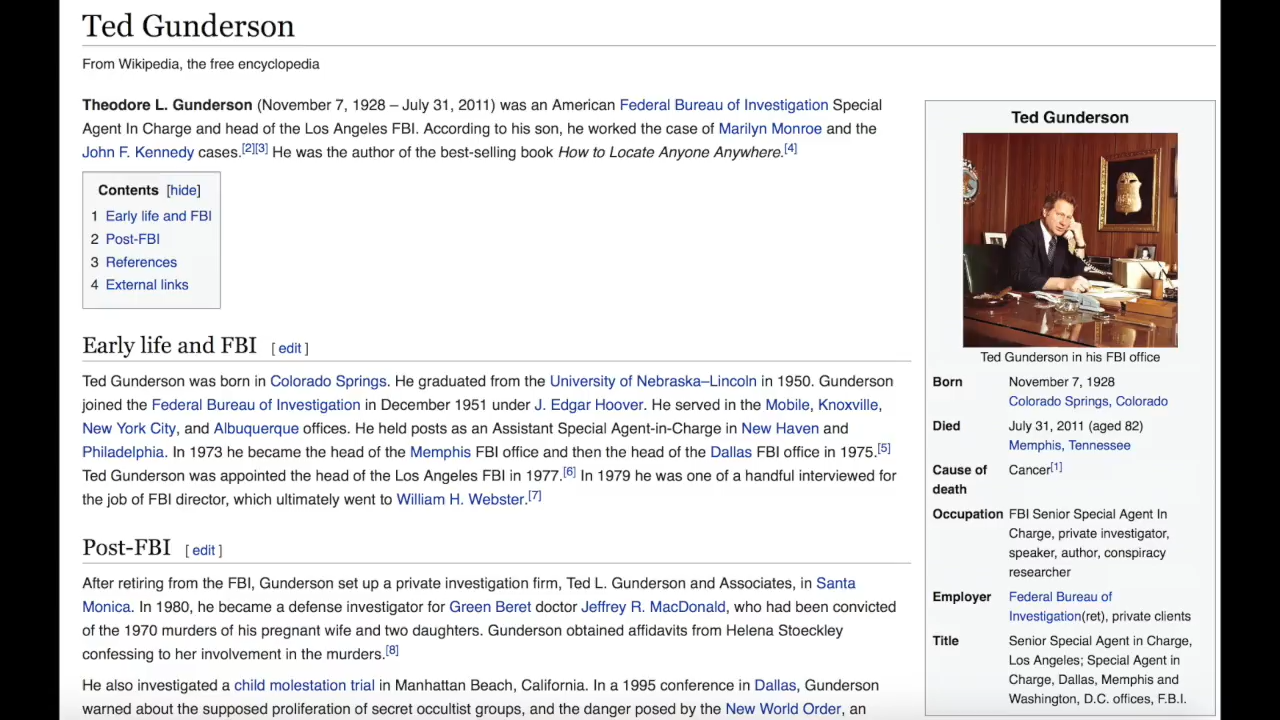 Ted Gunderson
From Wikipedia, the free encyclopedia
Theodore L. Gunderson (November 7, 1928 – July 31, 2011) was an American Federal Bureau of Investigation Special
Agent In Charge and head of the Los Angeles FBI. According to his son, he worked the case of Marilyn Monroe and the
John F. Kennedy cases.[2][3] He was the author of the best-selling book How to Locate Anyone Anywhere.[4]
Contents [hide]
1 Early life and FBI
2 Post-FBI
3 References
4 External links
Early life and FBI [ edit ]
Ted Gunderson was born in Colorado Springs. He graduated from the University of Nebraska–Lincoln in 1950. Gunderson
joined the Federal Bureau of Investigation in December 1951 under J. Edgar Hoover. He served in the Mobile, Knoxville,
New York City, and Albuquerque offices. He held posts as an Assistant Special Agent-in-Charge in New Haven and
Philadelphia. In 1973 he became the head of the Memphis FBI office and then the head of the Dallas FBI office in 1975.[5]
Ted Gunderson was appointed the head of the Los Angeles FBI in 1977.[6] In 1979 he was one of a handful interviewed for
the job of FBI director, which ultimately went to William H. Webster.[7]
Post-FBI [ edit ]
After retiring from the FBI, Gunderson set up a private investigation firm, Ted L. Gunderson and Associates, in Santa
Monica. In 1980, he became a defense investigator for Green Beret doctor Jeffrey R. MacDonald, who had been convicted
of the 1970 murders of his pregnant wife and two daughters. Gunderson obtained affidavits from Helena Stoeckley
confessing to her involvement in the murders.[8]
He also investigated a child molestation trial in Manhattan Beach, California. In a 1995 conference in Dallas, Gunderson
warned about the supposed proliferation of secret occultist groups, and the danger posed by the New World Order, an
Ted Gunderson
Ted Gunderson in his FBI office
Born November 7, 1928
Colorado Springs, Colorado
Died July 31, 2011 (aged 82)
Memphis, Tennessee
Cause of Cancer[1]
death
Occupation FBI Senior Special Agent In
Charge, private investigator,
speaker, author, conspiracy
researcher
Employer Federal Bureau of
Investigation(ret), private clients
Title Senior Special Agent in Charge,
Los Angeles; Special Agent in
Charge, Dallas, Memphis and
Washington, D.C. offices, F.B.I.